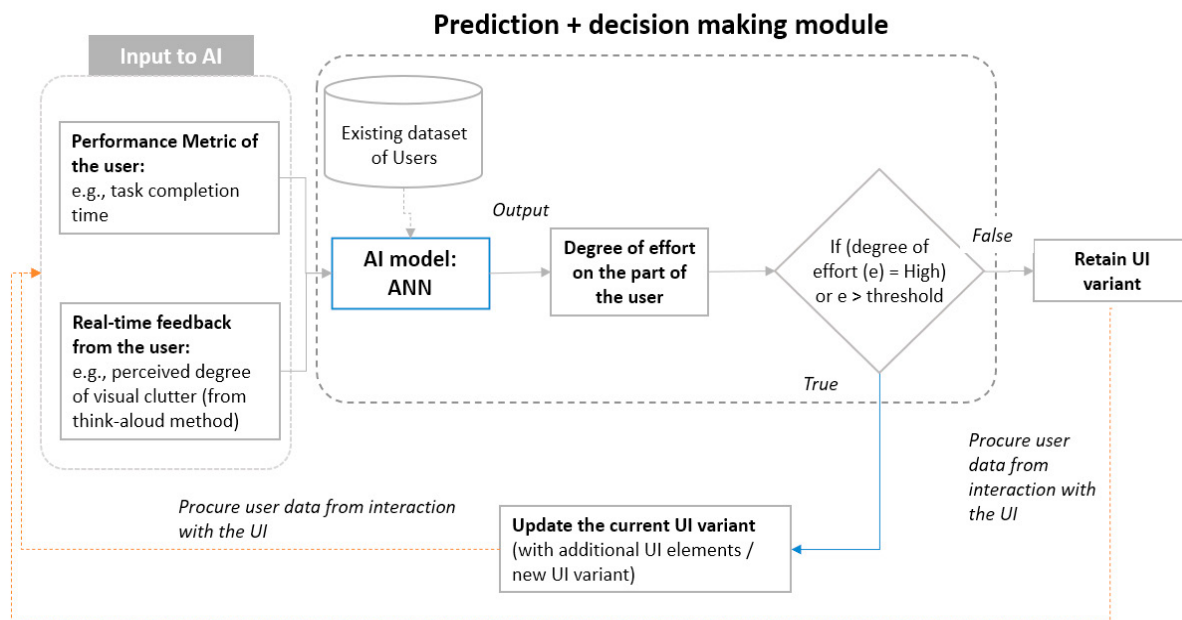 Prediction + decision making module
Input to AI
Performance Metric of
the user:
e.g., task completion
time
Real-time feedback
from the user:
e.g., perceived degree
of visual clutter (from
think-aloud method)
Existing dataset
of Users
AI model:
ANN
Output
Degree of effort
on the part of
the user
If (degree of
effort (e) = High)
or e > threshold
False
Retain UI
variant
True
Procure user
data from
interaction with
the UI
Update the current UI variant
(with additional UI elements /
new UI variant)
Procure user data from interaction
with the UI